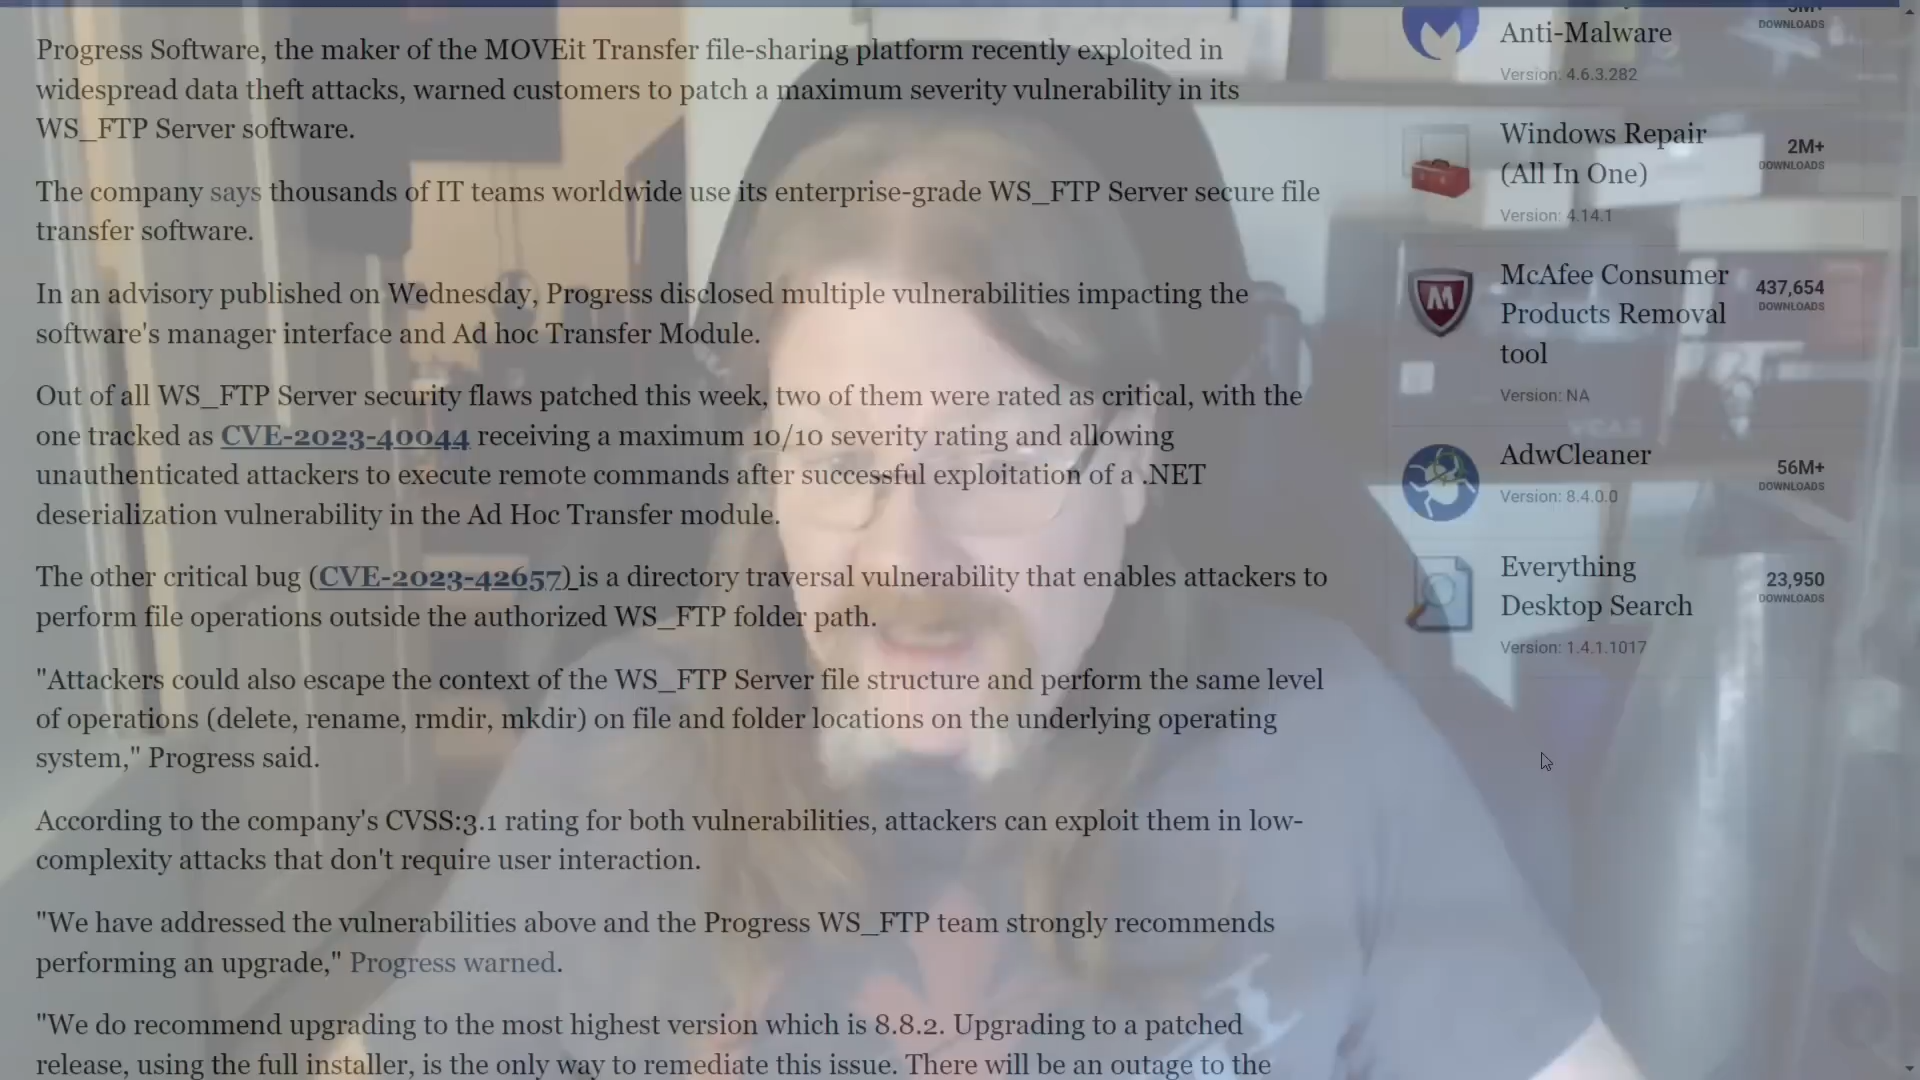 Progress Software, the maker of the MOVEit Transfer file-sharing platform recently exploited in
widespread data theft attacks, warned customers to patch a maximum severity vulnerability in its
WS_FTP Server software.
The company says thousands of IT teams worldwide use its enterprise-grade WS_FTP Server secure file
transfer software.
In an advisory published on Wednesday, Progress disclosed multiple vulnerabilities impacting the
software's manager interface and Ad hoc Transfer Module.
Out of all WS_FTP Server security flaws patched this week, two of them were rated as critical, with the
one tracked as CVE-2023-40044 receiving a maximum 10/10 severity rating and allowing
unauthenticated attackers to execute remote commands after successful exploitation of a .NET
deserialization vulnerability in the Ad Hoc Transfer module.
The other critical bug (CVE-2023-42657) is a directory traversal vulnerability that enables attackers to
perform file operations outside the authorized WS_FTP folder path.
"Attackers could also escape the context of the WS_FTP Server file structure and perform the same level
of operations (delete, rename, rmdir, mkdir) on file and folder locations on the underlying operating
system," Progress said.
According to the company's CVSS:3.1 rating for both vulnerabilities, attackers can exploit them in low-
complexity attacks that don't require user interaction.
"We have addressed the vulnerabilities above and the Progress WS_FTP team strongly recommends
performing an upgrade," Progress warned.
"We do recommend upgrading to the most highest version which is 8.8.2. Upgrading to a patched
release, using the full installer, is the only way to remediate this issue. There will be an outage to the
Anti-Malware
DOWNLOADS
Version: 4.6.3.282
Windows Repair
(All In One)
2M+
DOWNLOADS
Version: 4.14.1
McAfee Consumer
Products Removal
tool
437,654
DOWNLOADS
Version: NA
AdwCleaner
56M+
DOWNLOADS
Version: 8.4.0.0
Everything
Desktop Search
23,950
DOWNLOADS
Version: 1.4.1.1017